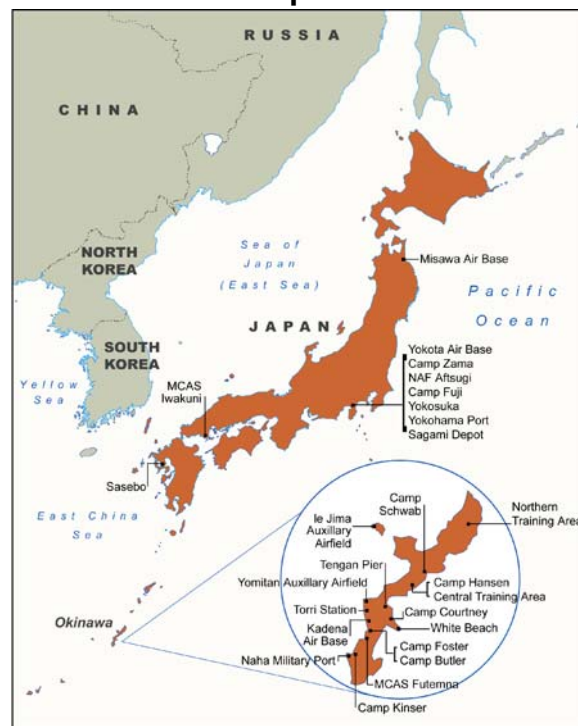 RUSSIA
CHINA
NORTH
KOREA
Sea of
Japan
(East Sea)
Misawa Air Base
Pacific
Ocean
JAPAN
SOUTH
KOREA
Yellow
Sea
MCAS
Iwakuni
Yokota Air Base
Camp Zama
NAF Aftsugi
Camp Fuji
Yokosuka
Yokohama Port
Sagami Depot
Sasebo
East China
Sea
Okinawa
Camp
Schwab
Northern
Training Area
Ie Jima
Auxillary
Airfield
Tengan Pier
Yomitan Auxillary Airfield
Camp Hansen
Central Training Area
Torri Station
Camp Courtney
Kadena
Air Base
White Beach
Camp Foster
Camp Butler
Naha Military Port
MCAS Futemna
Camp Kinser